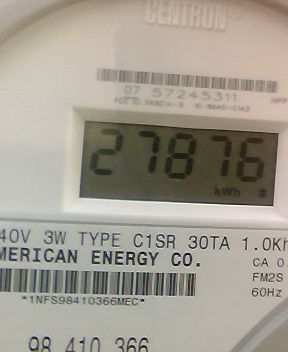 CENTRON®
07 57245311
27876
kWh
40V 3W TYPE C1SR 30TA 1.0Kh
MERICAN ENERGY CO.
CA 0.
FM2S
60Hz
*1NFS98410366MEC*
98 410 366